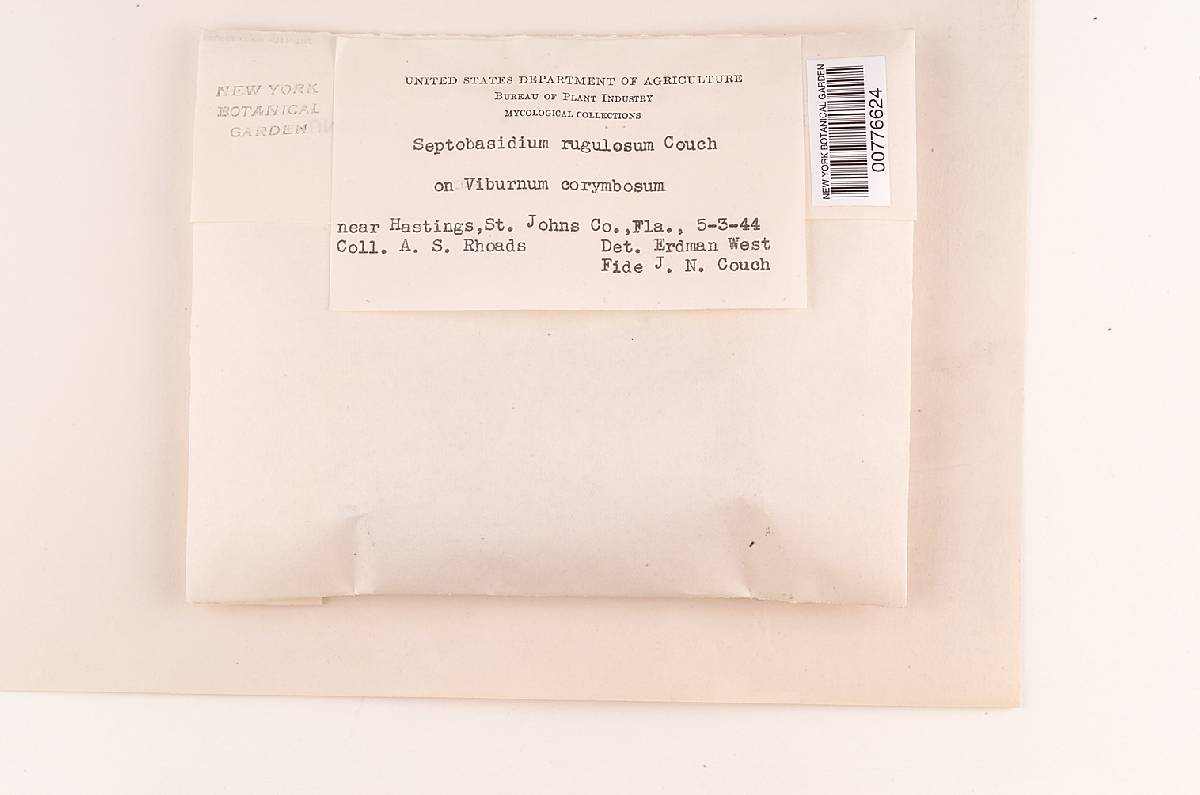 NEW YORK
BOTANICAL
GARDEN
UNITED STATES DEPARTMENT OF AGRICULTURE
BUREAU OF PLANT INDUSTRY
MYCOLOGICAL COLLECTIONS
Septobasidium rugulosum Couch
on Viburnum corymbosum
near Hastings,St. Johns Co.,Fla., 5-3-44
Coll. A. S. Rhoads Det. Erdman West
Fide J. N. Couch
NEW YORK BOTANICAL GARDEN
00776624